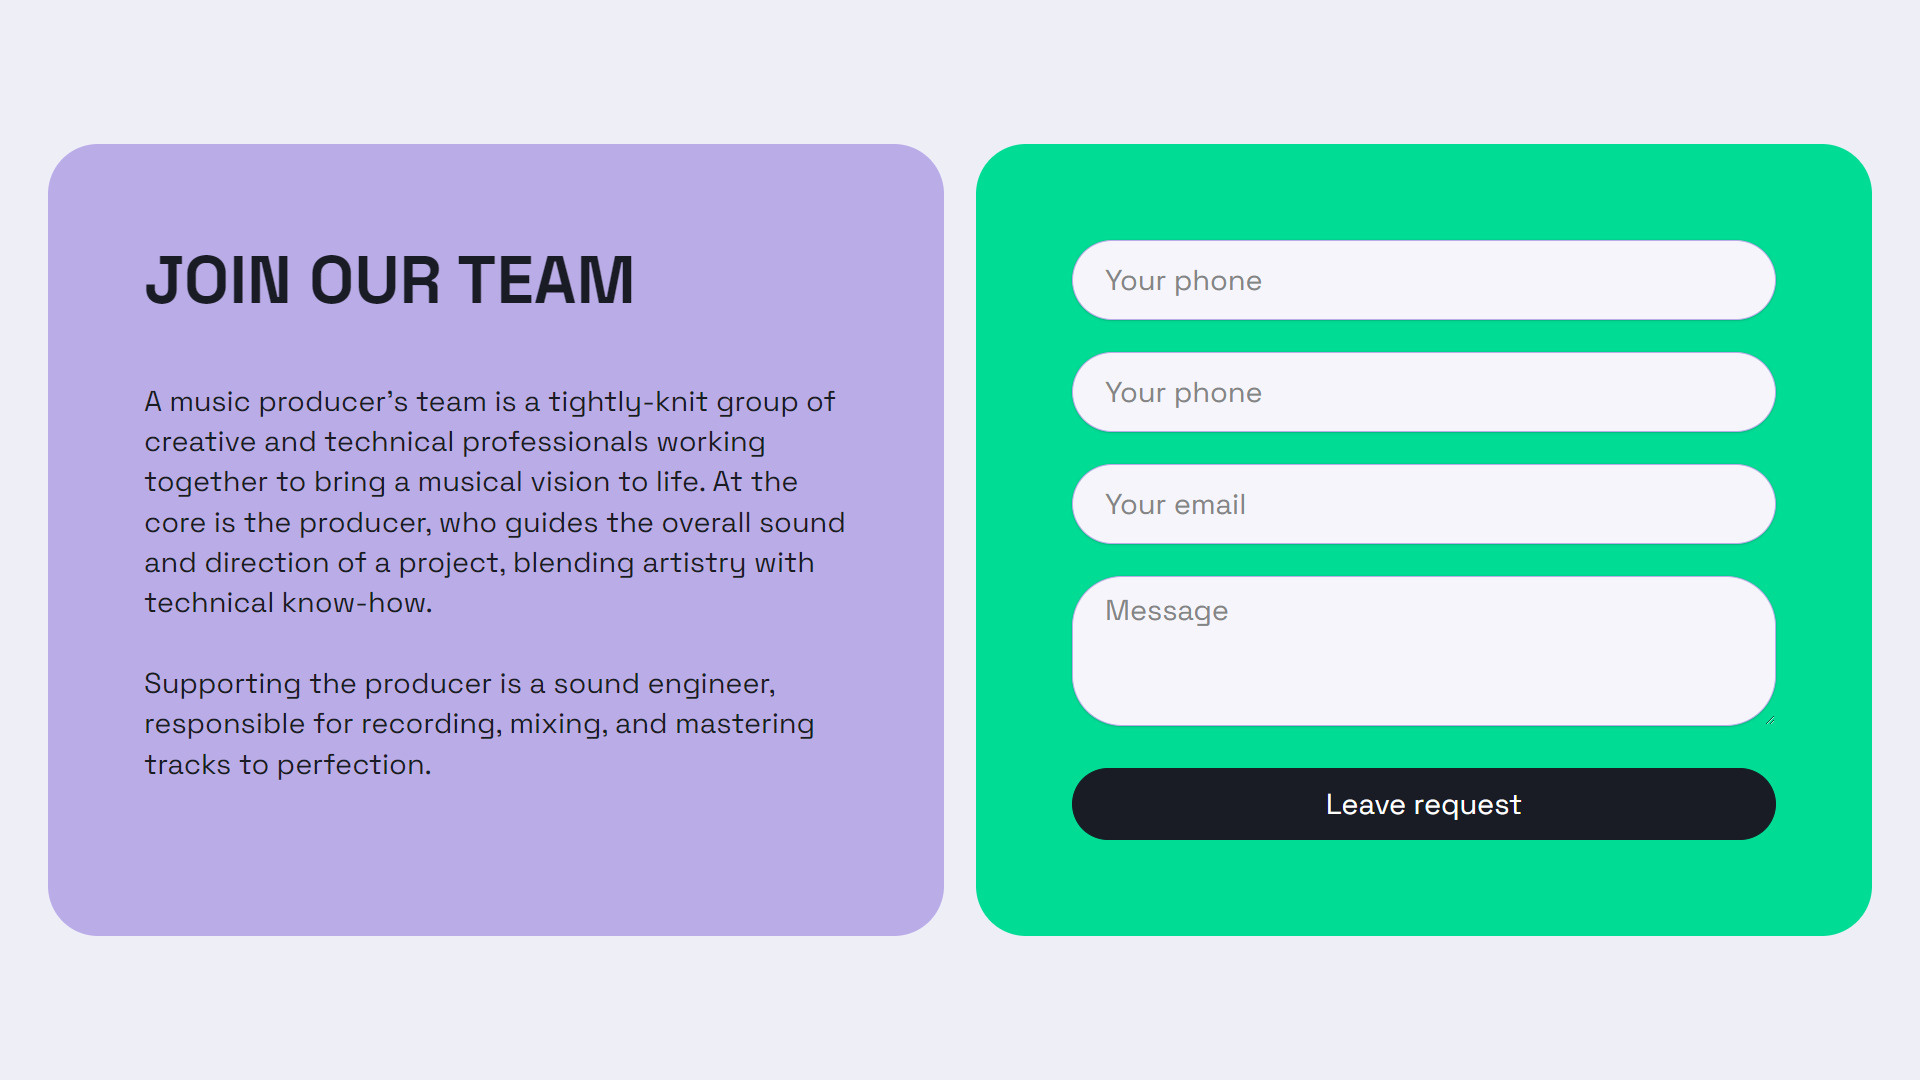 JOIN OUR TEAM
A music producer’s team is a tightly-knit group of
creative and technical professionals working
together to bring a musical vision to life. At the
core is the producer, who guides the overall sound
and direction of a project, blending artistry with
technical know-how.
Supporting the producer is a sound engineer,
responsible for recording, mixing, and mastering
tracks to perfection.
Your phone
Your phone
Your email
Message
Leave request